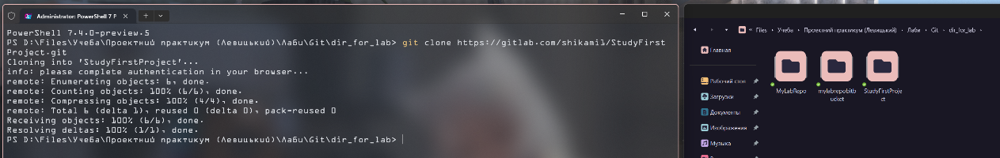 Administrator: PowerShell 7 P
PowerShell 7.4.0-preview.5
PS D:\Files\Учеба\Проектний практикум (Левицький)\Лаби\Git\dir_for_lab> git clone https://gitlab.com/shikami1/StudyFirst
Project.git
Cloning into 'StudyFirstProject'...
info: please complete authentication in your browser...
remote: Enumerating objects: 6, done.
remote: Counting objects: 100% (6/6), done.
remote: Compressing objects: 100% (4/4), done.
remote: Total 6 (delta 1), reused 0 (delta 0), pack-reused 0
Receiving objects: 100% (6/6), done.
Resolving deltas: 100% (1/1), done.
PS D:\Files\Учеба\Проектний практикум (Левицький)\Лаби\Git\dir_for_lab>
« Files › Учеба › Проектний практикум (Левицький) › Лаби › Git › dir_for_lab ›
Главная
Рабочий стол
Загрузки
Документы
Изображения
Музыка
MyLabRepo
mylabrepobitbucket
StudyFirstProject